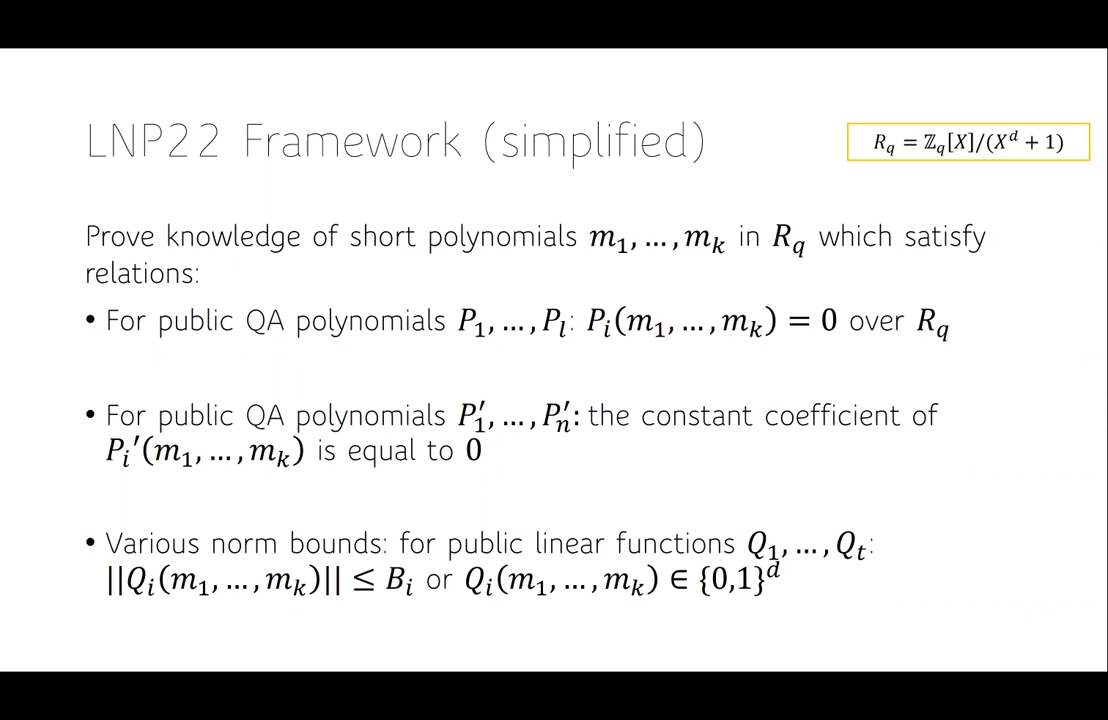 LNP22 Framework (simplified)
R_q = ℤ_q[X]/(X^d + 1)
Prove knowledge of short polynomials m_1, …, m_k in R_q which satisfy
relations:
• For public QA polynomials P_1, …, P_l: P_i(m_1, …, m_k) = 0 over R_q
• For public QA polynomials P_1′, …, P_n′: the constant coefficient of
P_i′(m_1, …, m_k) is equal to 0
• Various norm bounds: for public linear functions Q_1, …, Q_t:
||Q_i(m_1, …, m_k)|| ≤ B_i or Q_i(m_1, …, m_k) ∈ {0,1}^d